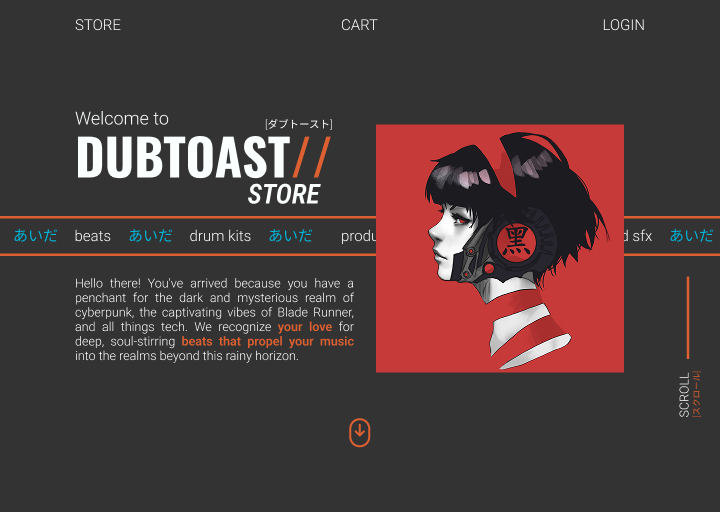 STORE CART LOGIN
Welcome to
[ダブトースト]
DUBTOAST//
STORE
あいだ beats あいだ drum kits あいだ produ
d sfx あいだ
黑
Hello there! You've arrived because you have a
penchant for the dark and mysterious realm of
cyberpunk, the captivating vibes of Blade Runner,
and all things tech. We recognize your love for
deep, soul-stirring beats that propel your music
into the realms beyond this rainy horizon.
SCROLL
[スクロール]